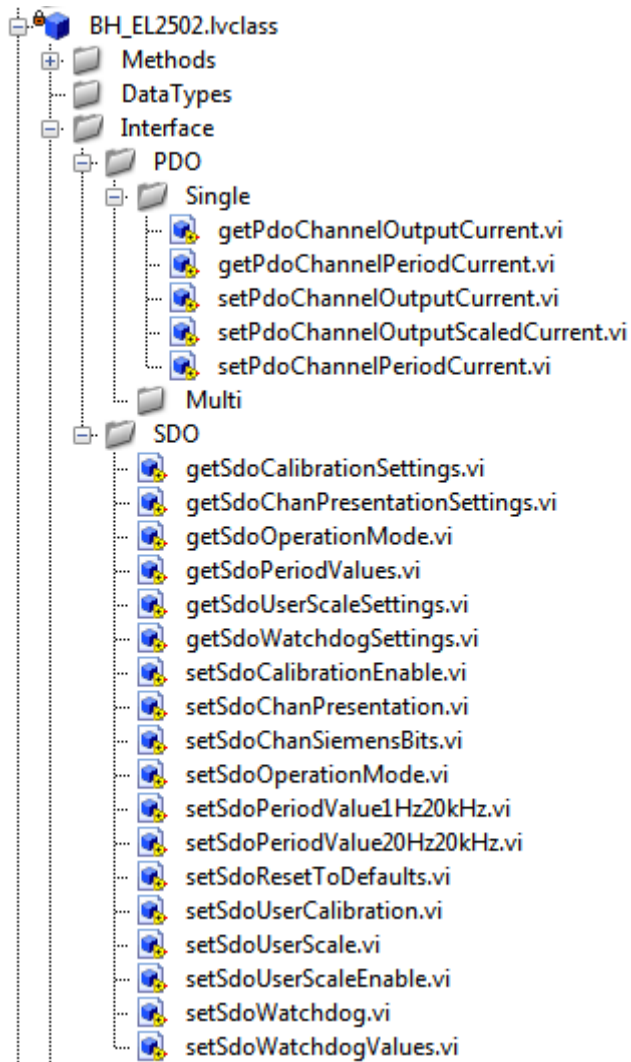 BH_EL2502.lvclass
Methods
DataTypes
Interface
PDO
Single
getPdoChannelOutputCurrent.vi
getPdoChannelPeriodCurrent.vi
setPdoChannelOutputCurrent.vi
setPdoChannelOutputScaledCurrent.vi
setPdoChannelPeriodCurrent.vi
Multi
SDO
getSdoCalibrationSettings.vi
getSdoChanPresentationSettings.vi
getSdoOperationMode.vi
getSdoPeriodValues.vi
getSdoUserScaleSettings.vi
getSdoWatchdogSettings.vi
setSdoCalibrationEnable.vi
setSdoChanPresentation.vi
setSdoChanSiemensBits.vi
setSdoOperationMode.vi
setSdoPeriodValue1Hz20kHz.vi
setSdoPeriodValue20Hz20kHz.vi
setSdoResetToDefaults.vi
setSdoUserCalibration.vi
setSdoUserScale.vi
setSdoUserScaleEnable.vi
setSdoWatchdog.vi
setSdoWatchdogValues.vi